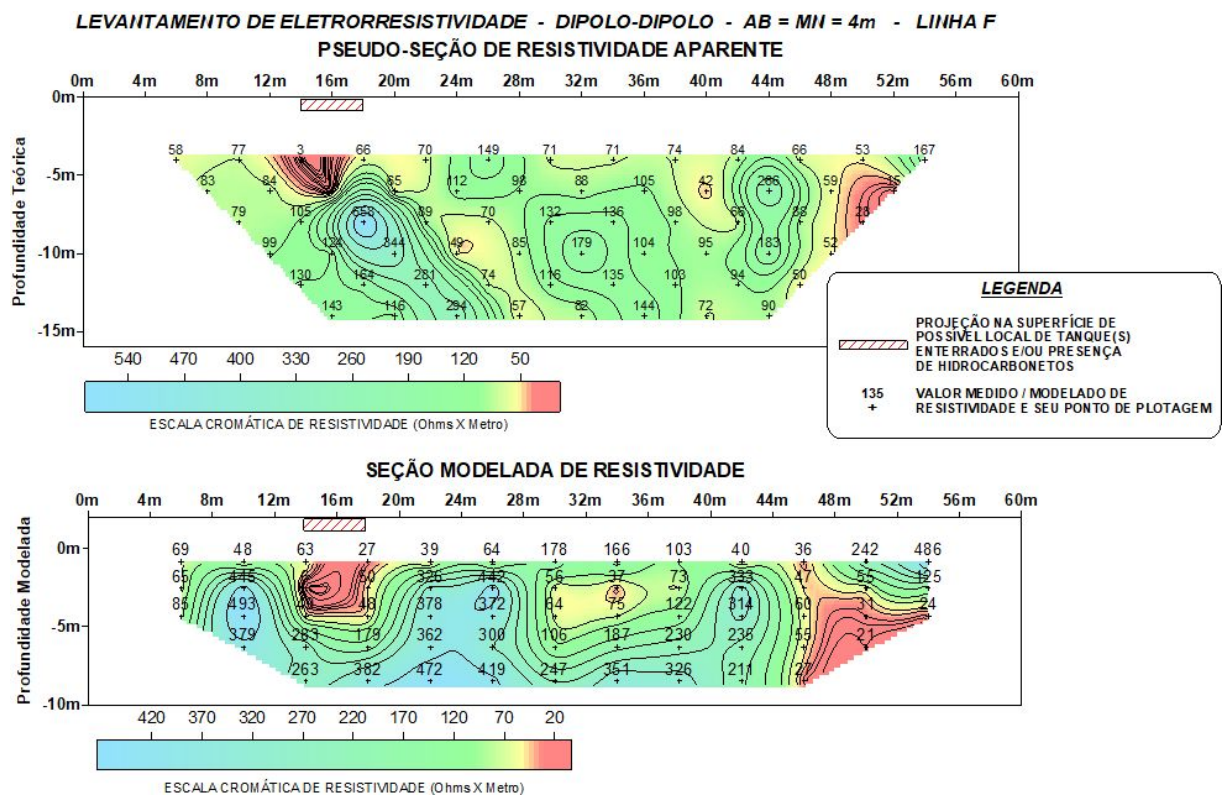 LEVANTAMENTO DE ELETRORRESISTIVIDADE - DIPOLO-DIPOLO - AB = MN = 4m - LINHA F
PSEUDO-SEÇÃO DE RESISTIVIDADE APARENTE
0m 4m 8m 12m 16m 20m 24m 28m 32m 36m 40m 44m 48m 52m 56m 60m
0m
Profundidade Teórica
58 77 3 66 70 149 71 71 74 84 66 53 167
-5m
83 84 65 112 98 88 105 42 266 59 15
79 105 658 89 70 132 136 98 66 88 28
99 124 344 49 85 179 104 95 183 52
-10m
130 164 281 74 116 135 103 94 50
143 116 294 57 82 144 72 90
-15m
540 470 400 330 260 190 120 50
ESCALA CROMÁTICA DE RESISTIVIDADE (Ohms X Metro)
LEGENDA
PROJEÇÃO NA SUPERFÍCIE DE
POSSÍVEL LOCAL DE TANQUE(S)
ENTERRADOS E/OU PRESENÇA
DE HIDROCARBONETOS
135 VALOR MEDIDO / MODELADO DE
RESISTIVIDADE E SEU PONTO DE PLOTAGEM
SEÇÃO MODELADA DE RESISTIVIDADE
0m 4m 8m 12m 16m 20m 24m 28m 32m 36m 40m 44m 48m 52m 56m 60m
0m
Profundidade Modelada
69 48 63 27 39 64 178 166 103 40 36 242 486
65 445 50 326 442 56 37 73 333 47 55 125
85 493 48 378 372 64 75 122 314 60 31 24
-5m
379 283 179 362 300 106 187 230 235 55 21
263 382 472 419 247 351 326 211 27
-10m
420 370 320 270 220 170 120 70 20
ESCALA CROMÁTICA DE RESISTIVIDADE (Ohms X Metro)